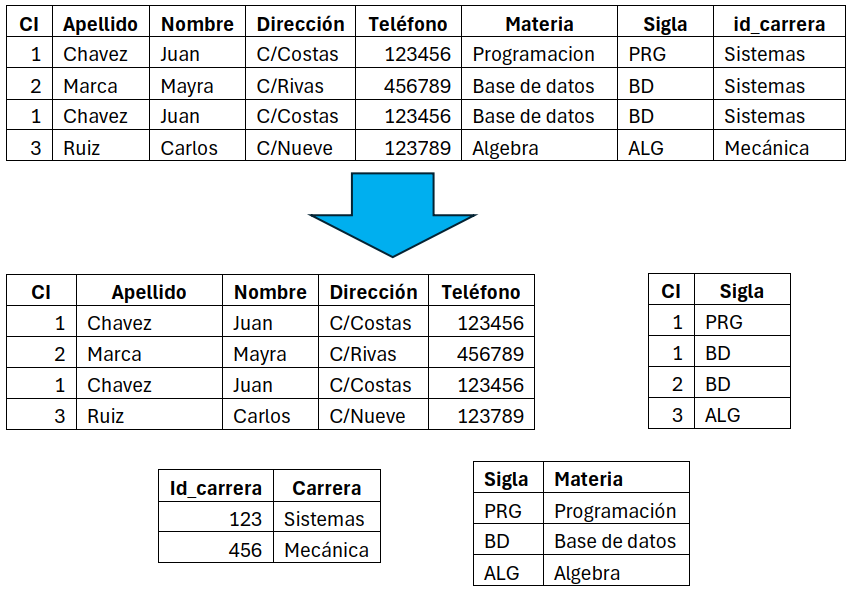 CI Apellido Nombre Dirección Teléfono Materia Sigla id_carrera
1 Chavez Juan C/Costas 123456 Programacion PRG Sistemas
2 Marca Mayra C/Rivas 456789 Base de datos BD Sistemas
1 Chavez Juan C/Costas 123456 Base de datos BD Sistemas
3 Ruiz Carlos C/Nueve 123789 Algebra ALG Mecánica
CI Apellido Nombre Dirección Teléfono
1 Chavez Juan C/Costas 123456
2 Marca Mayra C/Rivas 456789
1 Chavez Juan C/Costas 123456
3 Ruiz Carlos C/Nueve 123789
CI Sigla
1 PRG
1 BD
2 BD
3 ALG
Id_carrera Carrera
123 Sistemas
456 Mecánica
Sigla Materia
PRG Programación
BD Base de datos
ALG Algebra